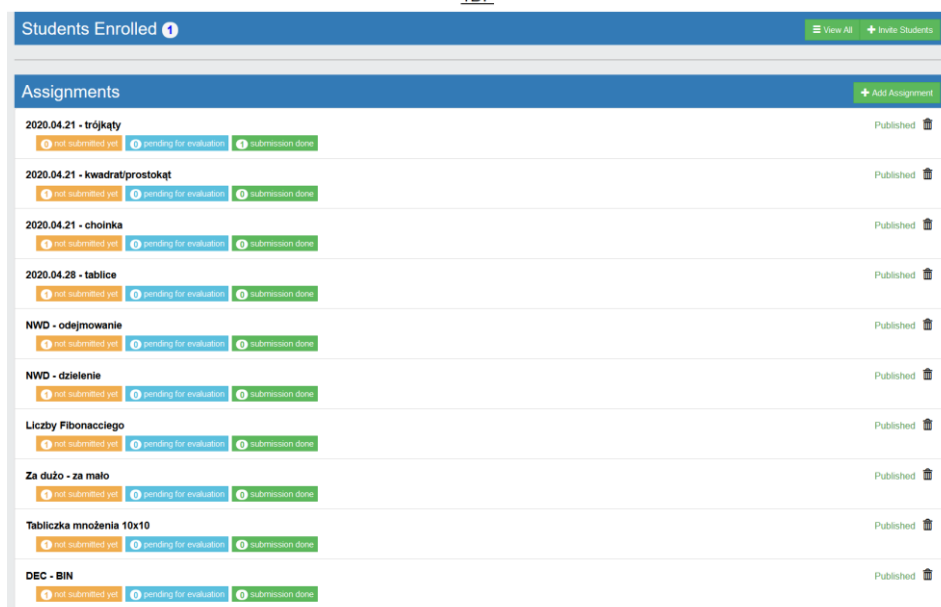 Students Enrolled 1
View All
Invite Students
Assignments
Add Assignment
2020.04.21 - trójkąty
Published
0 not submitted yet 0 pending for evaluation 1 submission done
2020.04.21 - kwadrat/prostokąt
Published
1 not submitted yet 0 pending for evaluation 0 submission done
2020.04.21 - choinka
Published
1 not submitted yet 0 pending for evaluation 0 submission done
2020.04.28 - tablice
Published
1 not submitted yet 0 pending for evaluation 0 submission done
NWD - odejmowanie
Published
1 not submitted yet 0 pending for evaluation 0 submission done
NWD - dzielenie
Published
1 not submitted yet 0 pending for evaluation 0 submission done
Liczby Fibonacciego
Published
1 not submitted yet 0 pending for evaluation 0 submission done
Za dużo - za mało
Published
1 not submitted yet 0 pending for evaluation 0 submission done
Tabliczka mnożenia 10x10
Published
1 not submitted yet 0 pending for evaluation 0 submission done
DEC - BIN
Published
1 not submitted yet 0 pending for evaluation 0 submission done